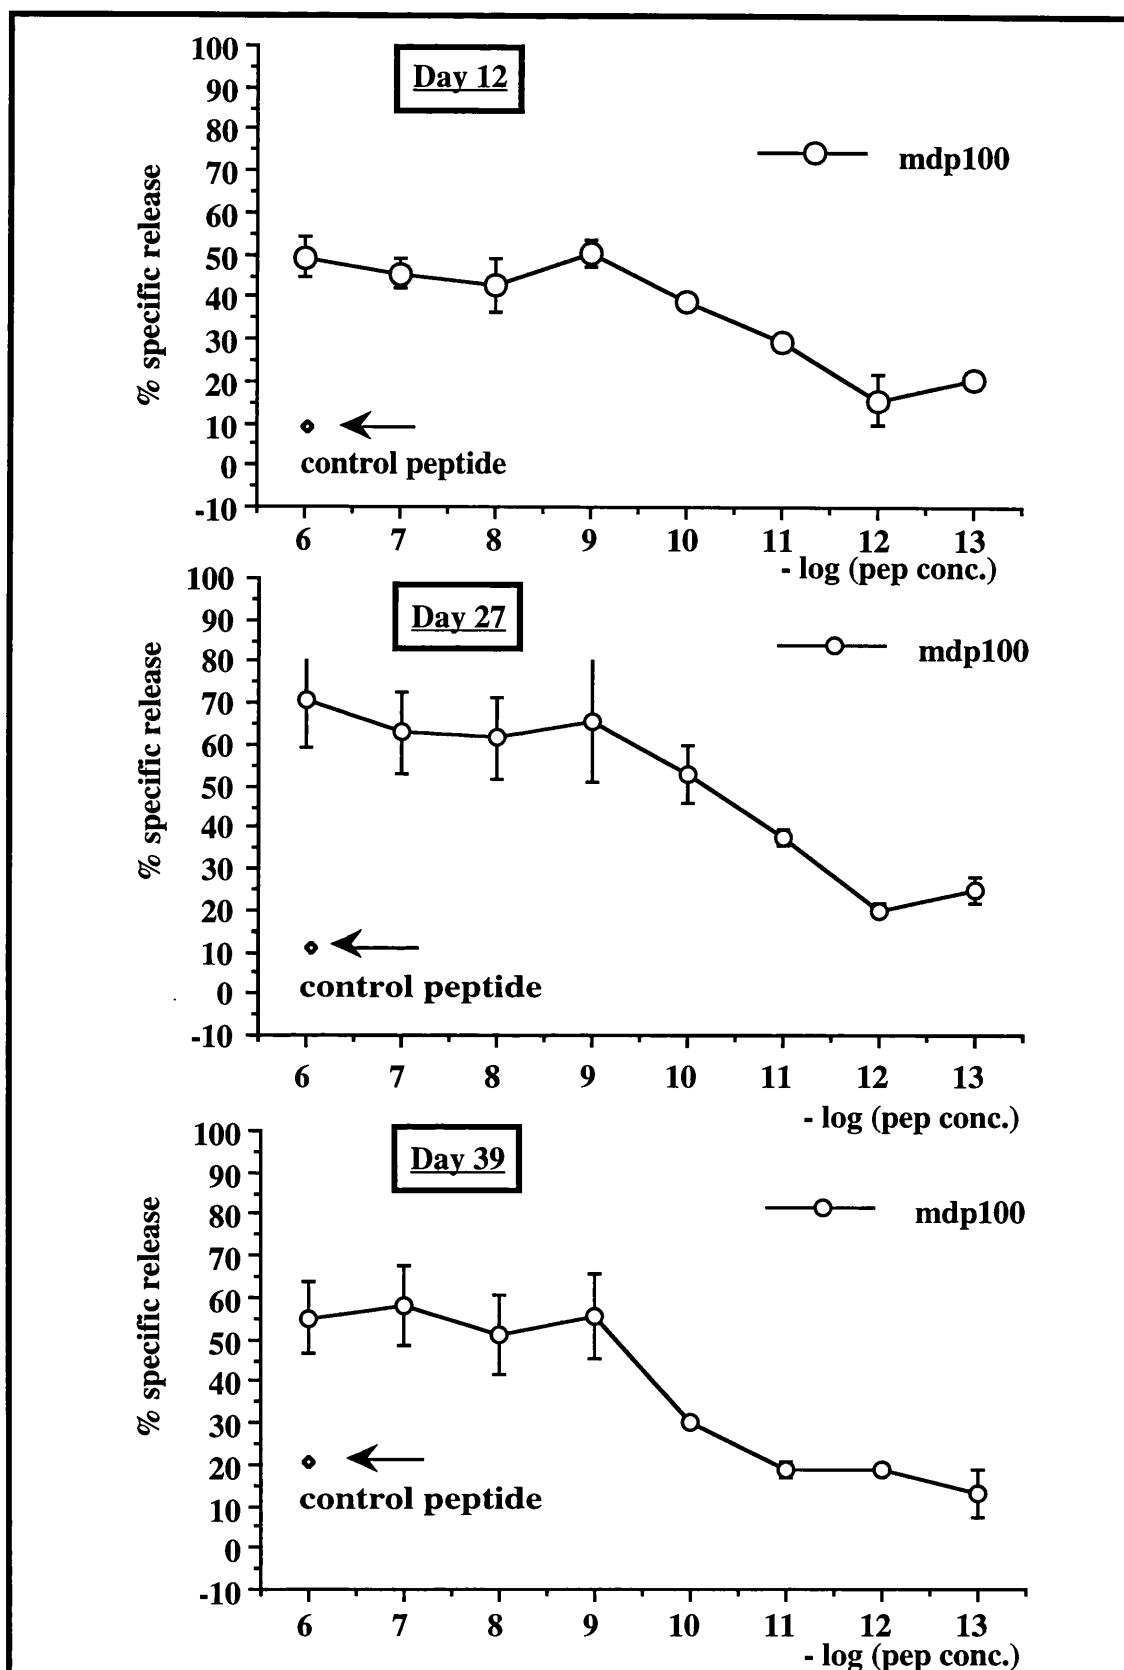 Day 12
mdp100
100
90
80
70
60
50
40
30
20
10
0
-10
% specific release
control peptide
6 7 8 9 10 11 12 13
- log (pep conc.)
Day 27
mdp100
100
90
80
70
60
50
40
30
20
10
0
-10
% specific release
control peptide
6 7 8 9 10 11 12 13
- log (pep conc.)
Day 39
mdp100
100
90
80
70
60
50
40
30
20
10
0
-10
% specific release
control peptide
6 7 8 9 10 11 12 13
- log (pep conc.)